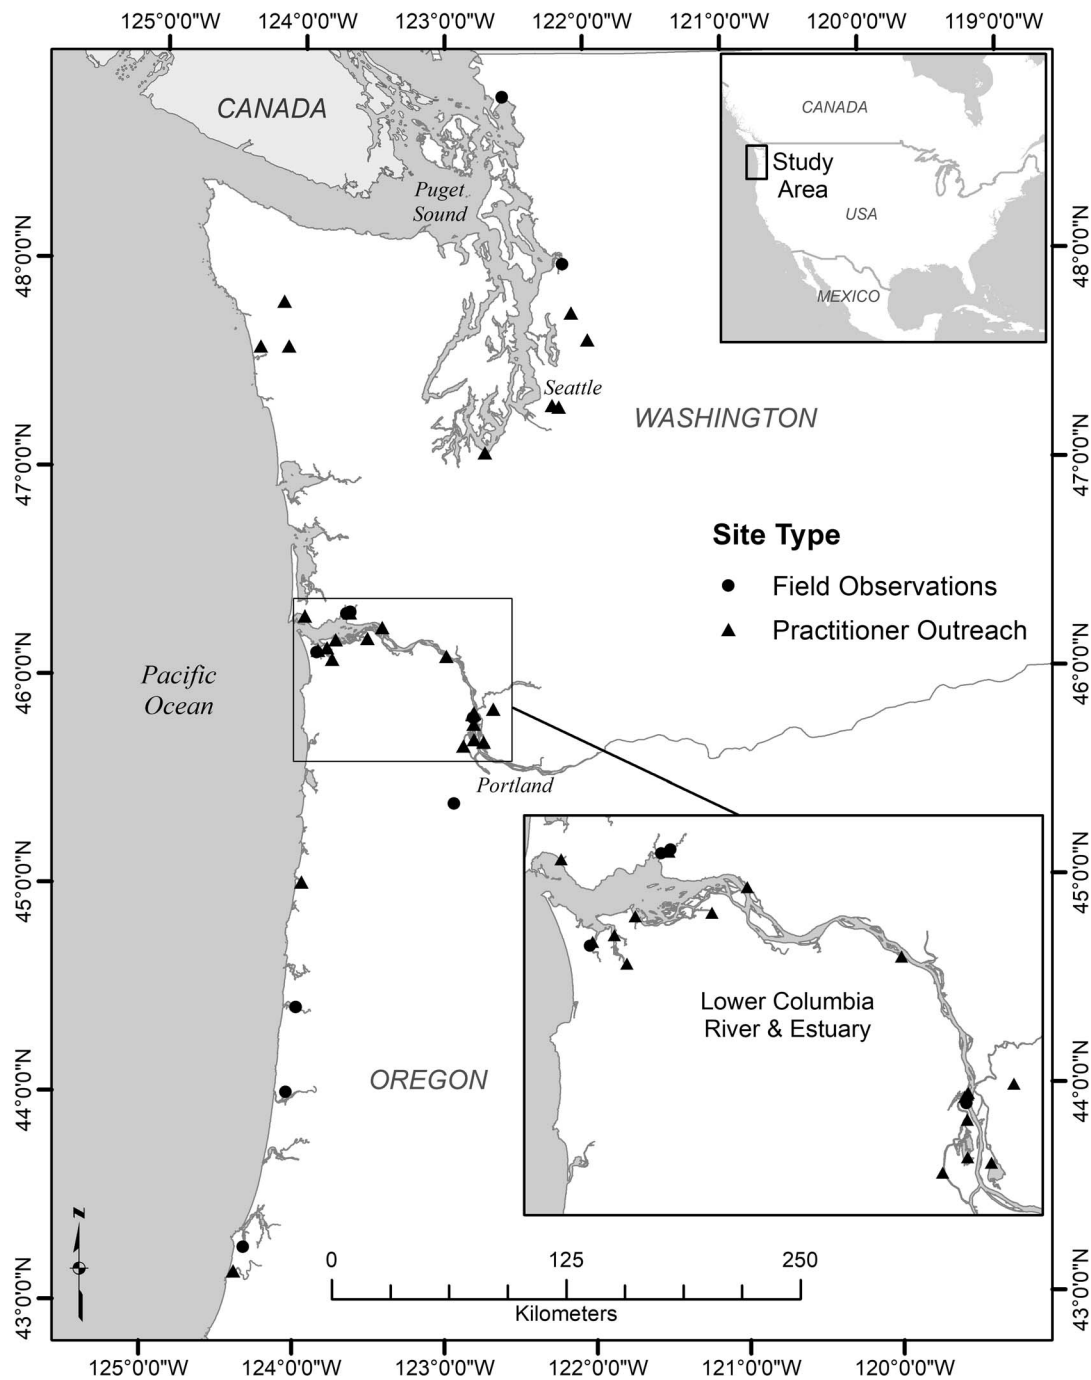 125°0'0"W
124°0'0"W
123°0'0"W
122°0'0"W
121°0'0"W
120°0'0"W
119°0'0"W
CANADA
Puget
Sound
CANADA
Study
Area
USA
MEXICO
48°0'0"N
48°0'0"N
Seattle
WASHINGTON
47°0'0"N
47°0'0"N
Site Type
Field Observations
Practitioner Outreach
46°0'0"N
46°0'0"N
Pacific
Ocean
Portland
45°0'0"N
45°0'0"N
Lower Columbia
River & Estuary
OREGON
44°0'0"N
44°0'0"N
N
0
125
250
Kilometers
43°0'0"N
43°0'0"N
125°0'0"W
124°0'0"W
123°0'0"W
122°0'0"W
121°0'0"W
120°0'0"W